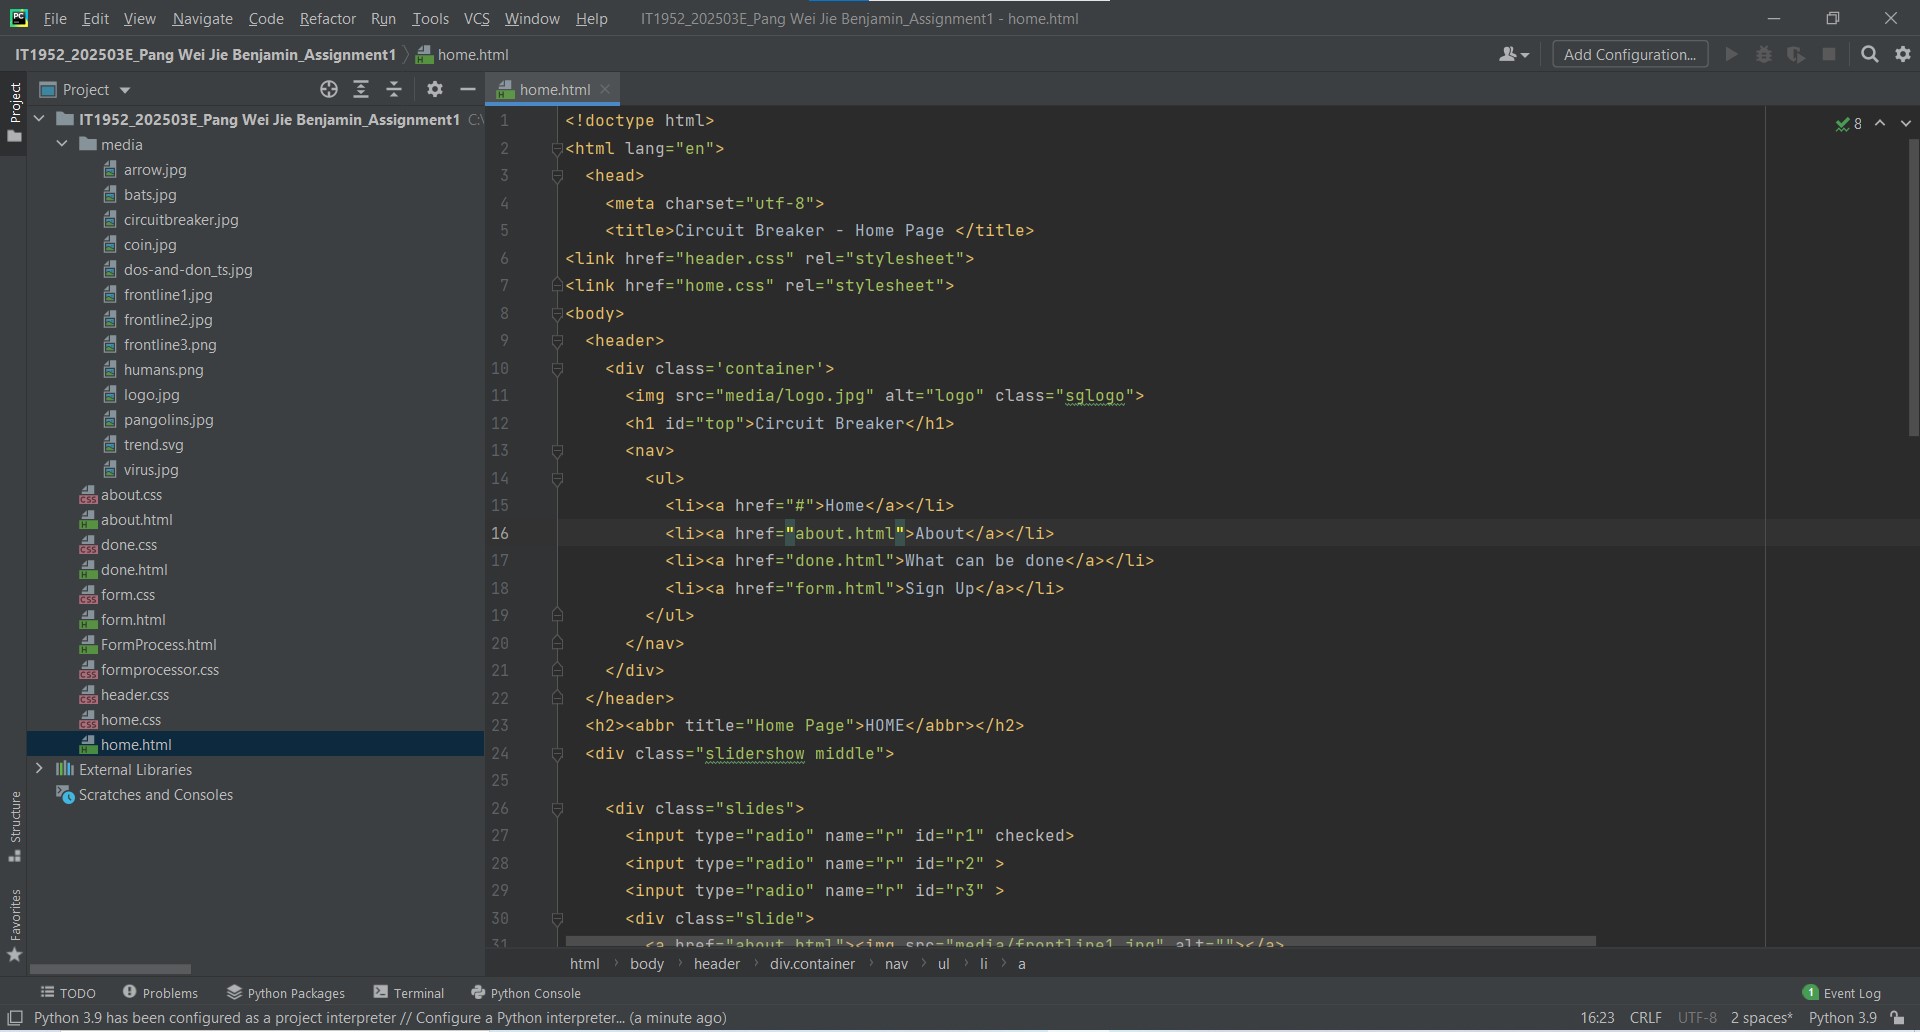 File Edit View Navigate Code Refactor Run Tools VCS Window Help IT1952_202503E_Pang Wei Jie Benjamin_Assignment1 - home.html
IT1952_202503E_Pang Wei Jie Benjamin_Assignment1 home.html Add Configuration...
Project
Structure
Favorites
Project
IT1952_202503E_Pang Wei Jie Benjamin_Assignment1 C:\
media
arrow.jpg
bats.jpg
circuitbreaker.jpg
coin.jpg
dos-and-don_ts.jpg
frontline1.jpg
frontline2.jpg
frontline3.png
humans.png
logo.jpg
pangolins.jpg
trend.svg
virus.jpg
about.css
about.html
done.css
done.html
form.css
form.html
FormProcess.html
formprocessor.css
header.css
home.css
home.html
External Libraries
Scratches and Consoles
home.html
8
1 <!doctype html>
2 <html lang="en">
3 <head>
4 <meta charset="utf-8">
5 <title>Circuit Breaker - Home Page </title>
6 <link href="header.css" rel="stylesheet">
7 <link href="home.css" rel="stylesheet">
8 <body>
9 <header>
10 <div class='container'>
11 <img src="media/logo.jpg" alt="logo" class="sglogo">
12 <h1 id="top">Circuit Breaker</h1>
13 <nav>
14 <ul>
15 <li><a href="#">Home</a></li>
16 <li><a href="about.html">About</a></li>
17 <li><a href="done.html">What can be done</a></li>
18 <li><a href="form.html">Sign Up</a></li>
19 </ul>
20 </nav>
21 </div>
22 </header>
23 <h2><abbr title="Home Page">HOME</abbr></h2>
24 <div class="slidershow middle">
25
26 <div class="slides">
27 <input type="radio" name="r" id="r1" checked>
28 <input type="radio" name="r" id="r2" >
29 <input type="radio" name="r" id="r3" >
30 <div class="slide">
31 <a href="about.html"><img src="media/frontline1.jpg" alt=""></a>
html body header div.container nav ul li a
TODO Problems Python Packages Terminal Python Console 1 Event Log
Python 3.9 has been configured as a project interpreter // Configure a Python interpreter... (a minute ago) 16:23 CRLF UTF-8 2 spaces* Python 3.9